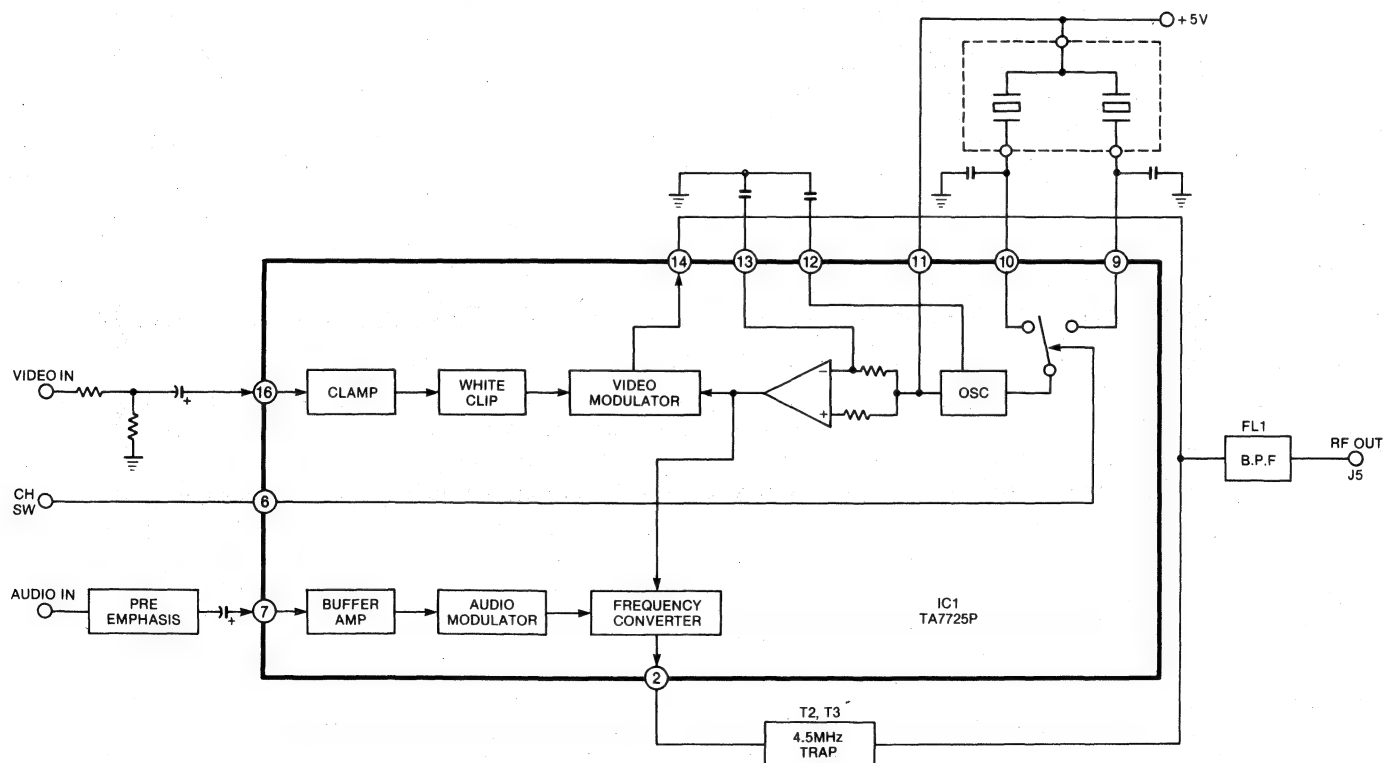 +5V
14
13
12
11
10
9
VIDEO IN
16
CLAMP
WHITE
CLIP
VIDEO
MODULATOR
−
+
OSC
+
FL1
B.P.F
RF OUT
J5
CH
SW
6
AUDIO IN
PRE
EMPHASIS
+
7
BUFFER
AMP
AUDIO
MODULATOR
FREQUENCY
CONVERTER
IC1
TA7725P
2
T2, T3
4.5MHz
TRAP